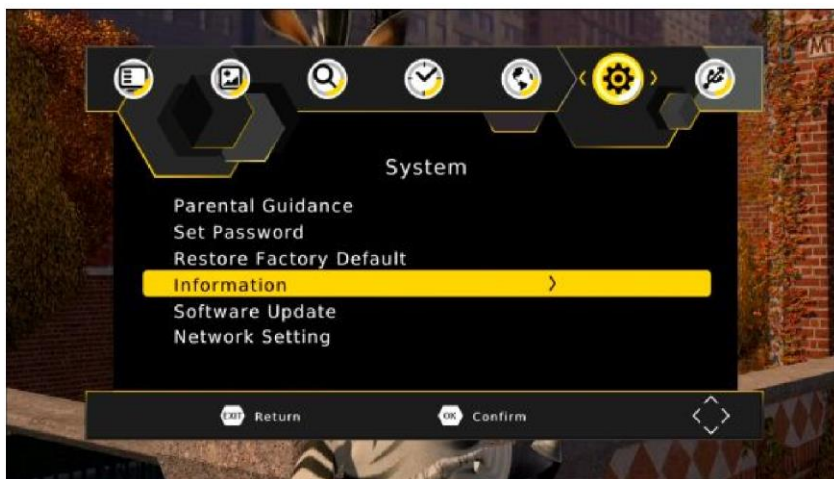 System
Parental Guidance
Set Password
Restore Factory Default
Information >
Software Update
Network Setting
EXIT Return OK Confirm